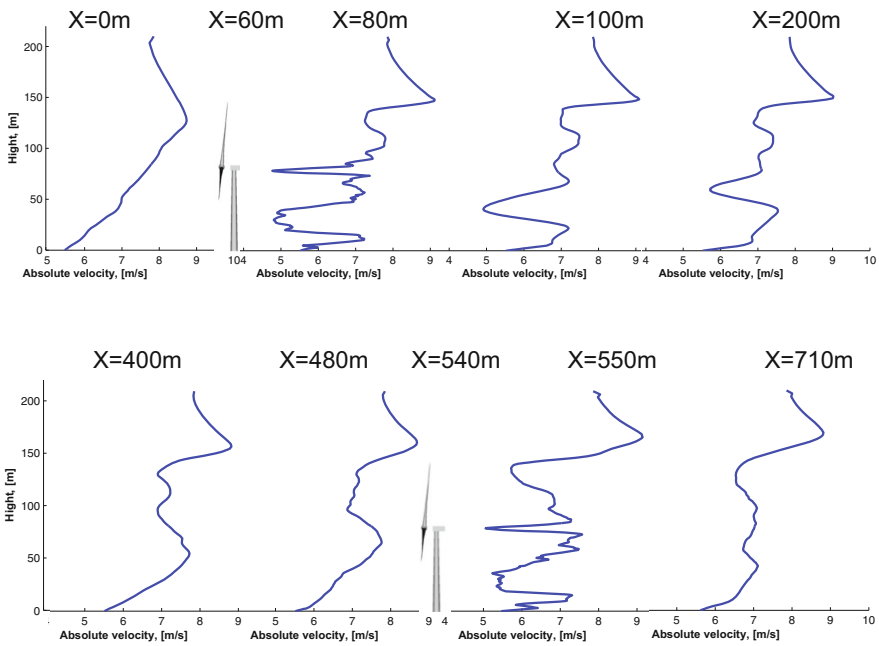 X=0m X=60m X=80m X=100m X=200m
200
150
100
50
0
Hight, [m]
5 6 7 8 9 104 5 6 7 8 9 4 5 6 7 8 9 4 5 6 7 8 9 10
Absolute velocity, [m/s] Absolute velocity, [m/s] Absolute velocity, [m/s] Absolute velocity, [m/s]
X=400m X=480m X=540m X=550m X=710m
200
150
100
50
0
Hight, [m]
5 6 7 8 5 6 7 8 9 4 5 6 7 8 5 6 7 8 9
Absolute velocity, [m/s] Absolute velocity, [m/s] Absolute velocity, [m/s] Absolute velocity, [m/s]